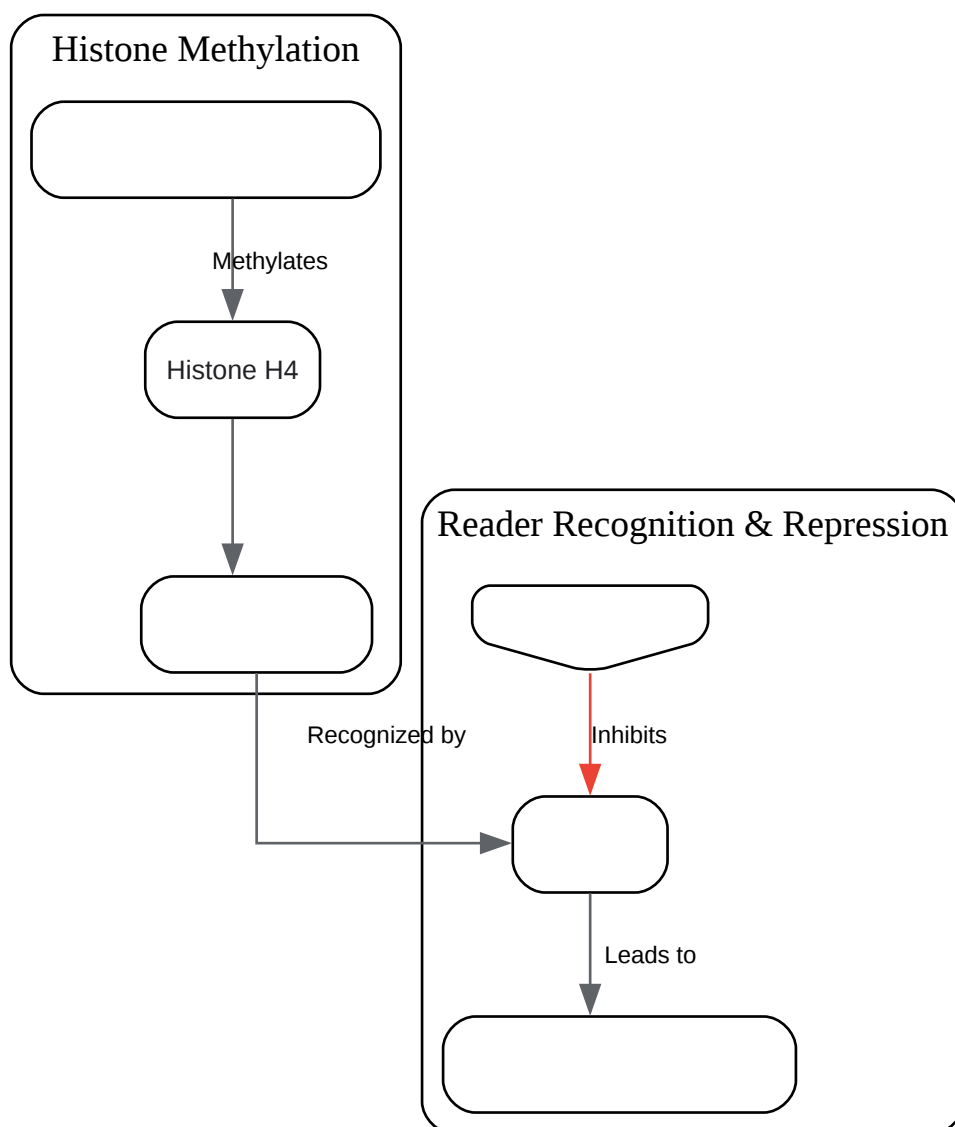 Histone Methylation
Methylates
Histone H4
Reader Recognition & Repression
Recognized by
Inhibits
Leads to